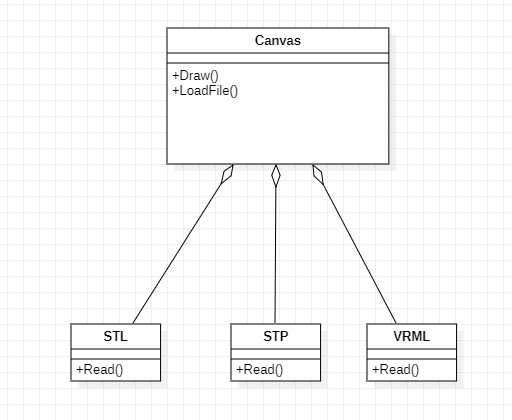 Canvas
+Draw()
+LoadFile()
STL
+Read()
STP
+Read()
VRML
+Read()